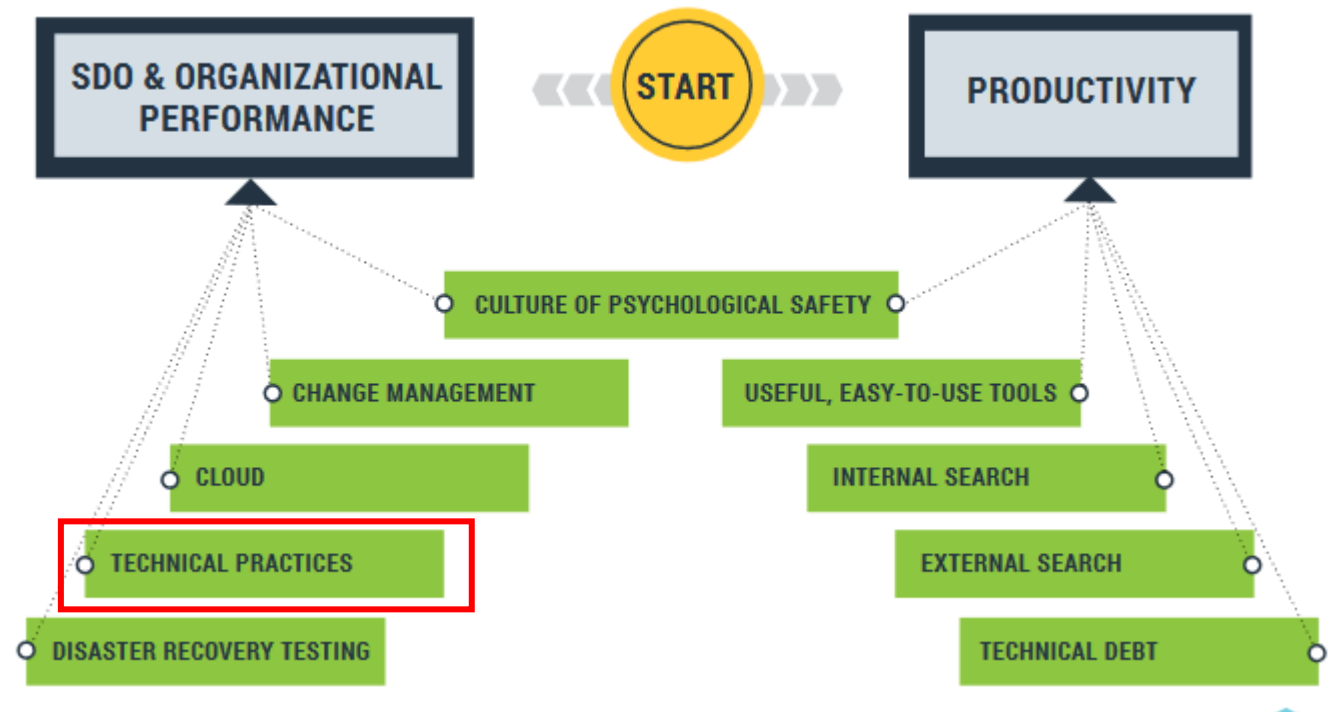 SDO & ORGANIZATIONAL
PERFORMANCE
START
PRODUCTIVITY
CULTURE OF PSYCHOLOGICAL SAFETY
CHANGE MANAGEMENT
USEFUL, EASY-TO-USE TOOLS
CLOUD
INTERNAL SEARCH
TECHNICAL PRACTICES
EXTERNAL SEARCH
DISASTER RECOVERY TESTING
TECHNICAL DEBT